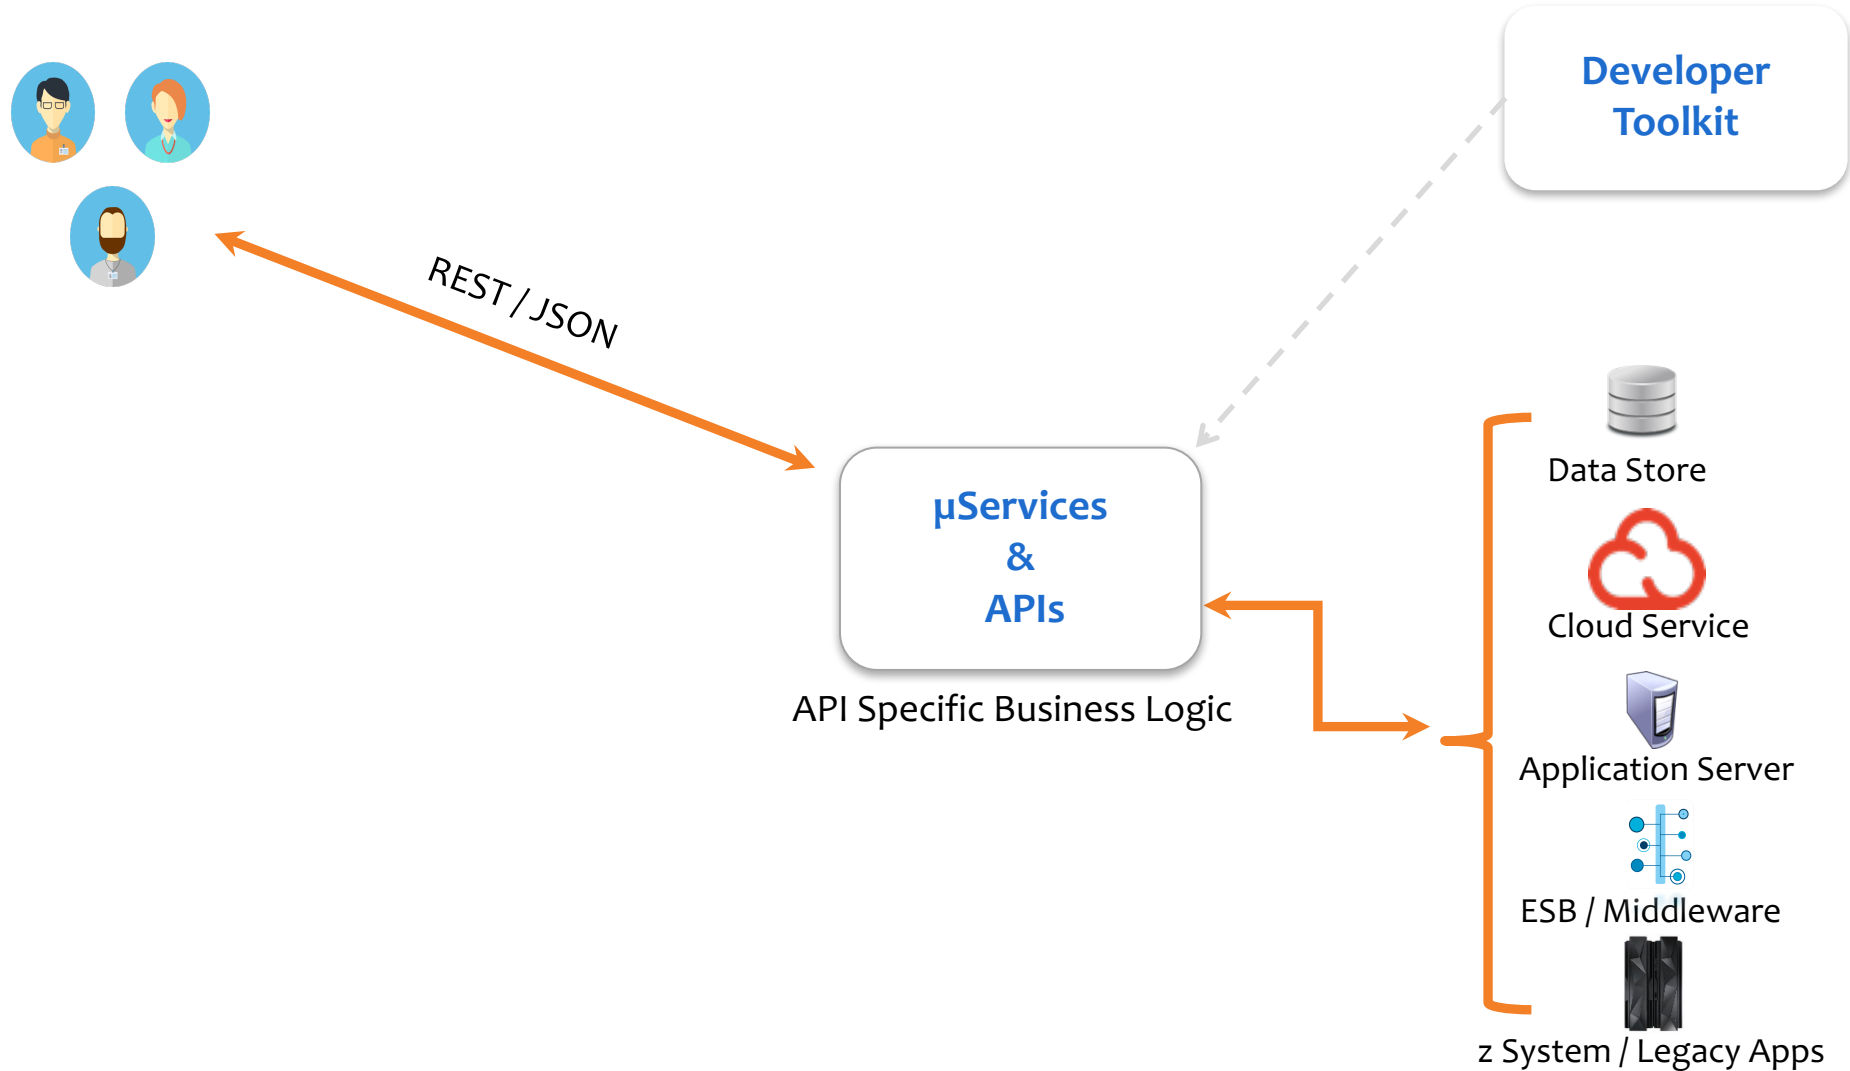 Developer
Toolkit
REST / JSON
µServices
&
APIs
API Specific Business Logic
Data Store
Cloud Service
Application Server
ESB / Middleware
z System / Legacy Apps